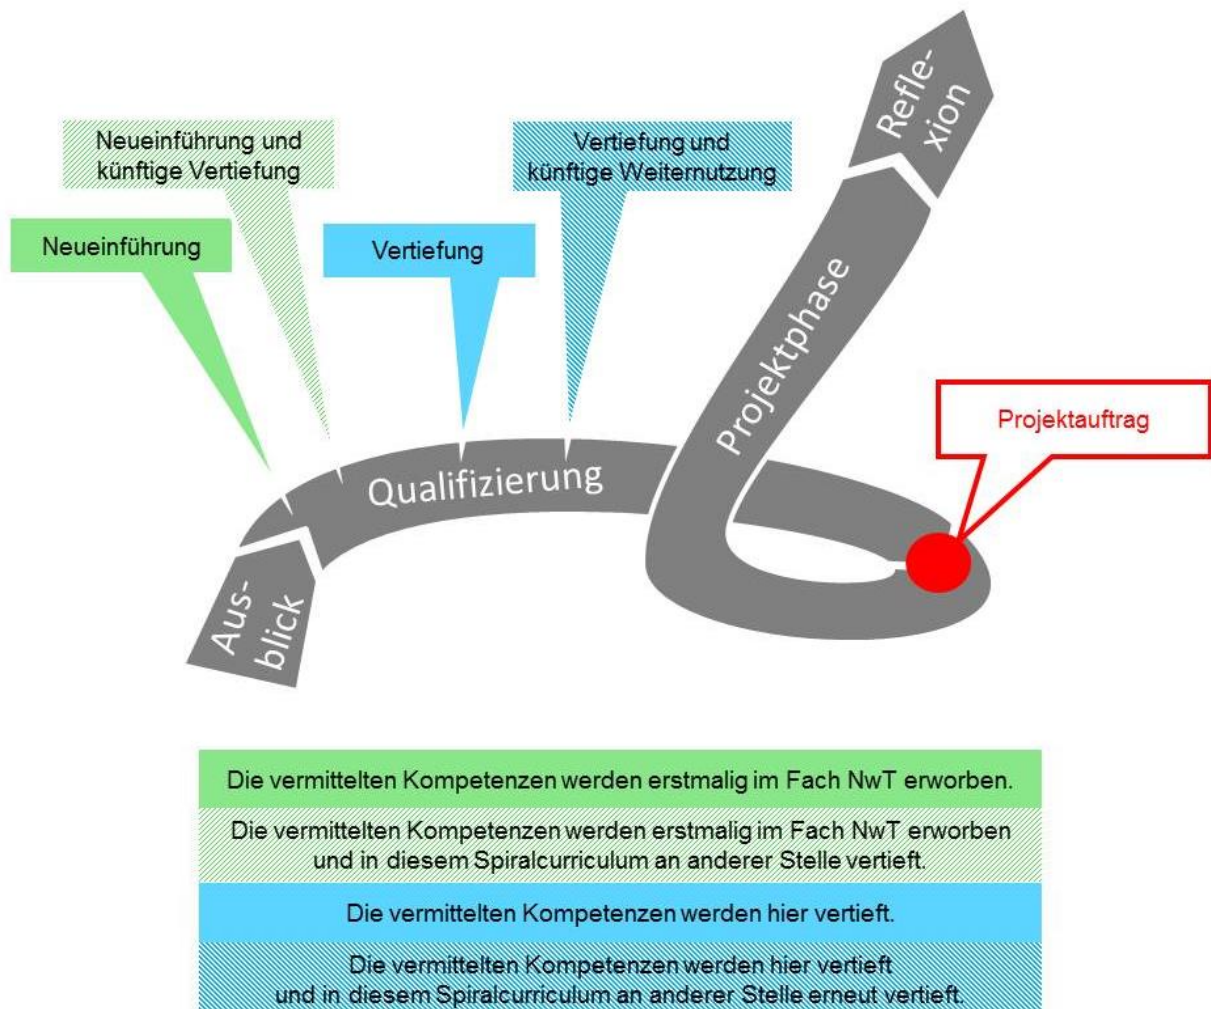 Refle-
xion
Neueinführung und
künftige Vertiefung
Vertiefung und
künftige Weiternutzung
Neueinführung
Vertiefung
Projektphase
Projektauftrag
Qualifizierung
Aus-
blick
Die vermittelten Kompetenzen werden erstmalig im Fach NwT erworben.
Die vermittelten Kompetenzen werden erstmalig im Fach NwT erworben
und in diesem Spiralcurriculum an anderer Stelle vertieft.
Die vermittelten Kompetenzen werden hier vertieft.
Die vermittelten Kompetenzen werden hier vertieft
und in diesem Spiralcurriculum an anderer Stelle erneut vertieft.